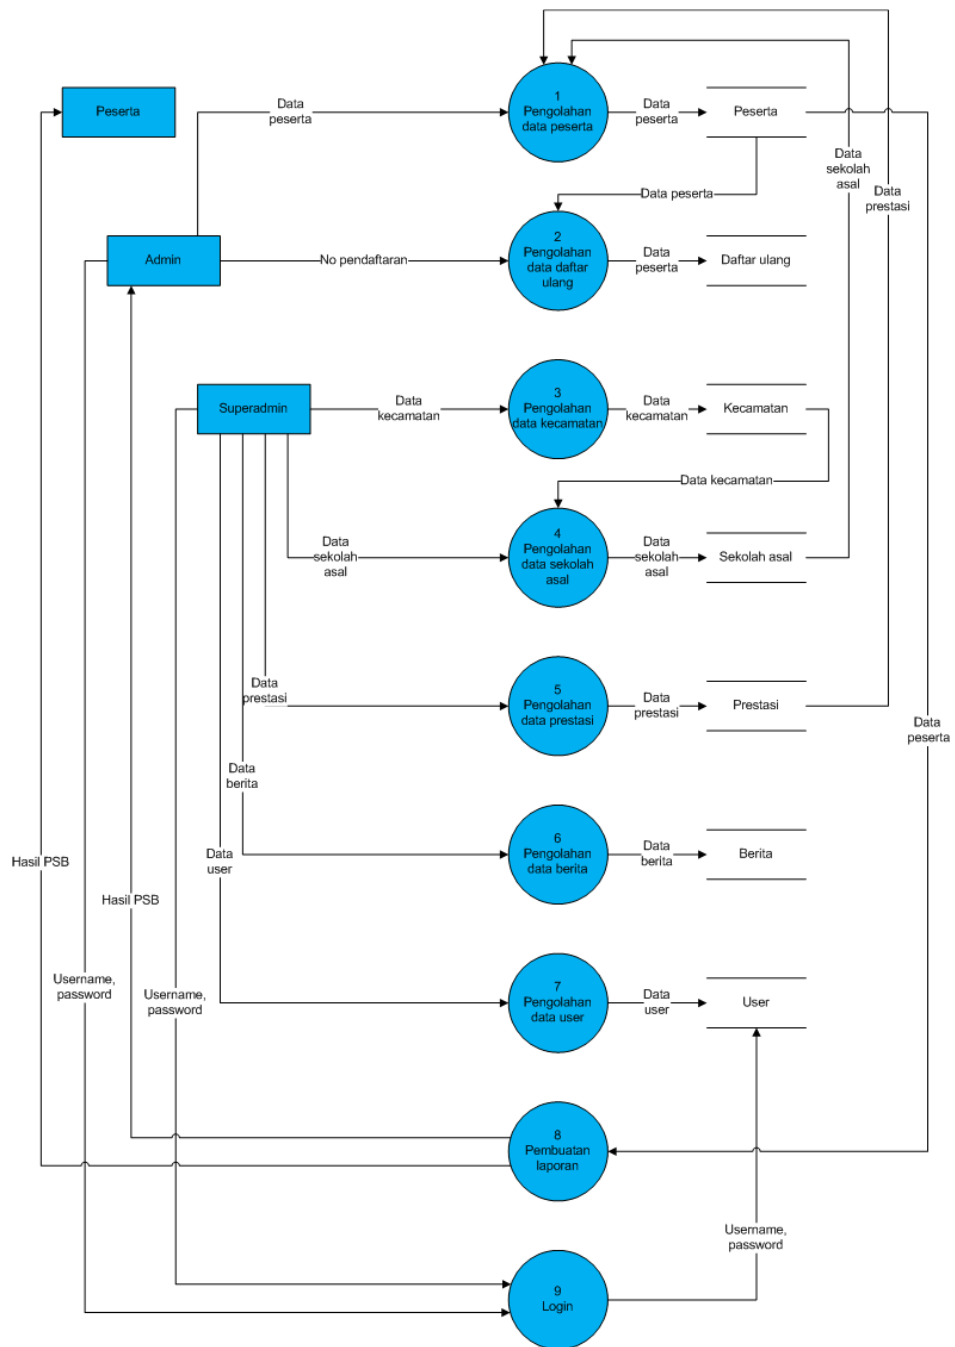 Peserta
Data
peserta
1
Pengolahan
data peserta
Data
peserta
Peserta
Data
sekolah
asal
Data
prestasi
Data peserta
Admin
No pendaftaran
2
Pengolahan
data daftar
ulang
Data
peserta
Daftar ulang
Superadmin
Data
kecamatan
3
Pengolahan
data kecamatan
Data
kecamatan
Kecamatan
Data kecamatan
Data
sekolah
asal
4
Pengolahan
data sekolah
asal
Data
sekolah
asal
Sekolah asal
Data
prestasi
5
Pengolahan
data prestasi
Data
prestasi
Prestasi
Data
peserta
Data
berita
6
Pengolahan
data berita
Data
berita
Berita
Hasil PSB
Data
user
Hasil PSB
Username,
password
Username,
password
7
Pengolahan
data user
Data
user
User
8
Pembuatan
laporan
Username,
password
9
Login